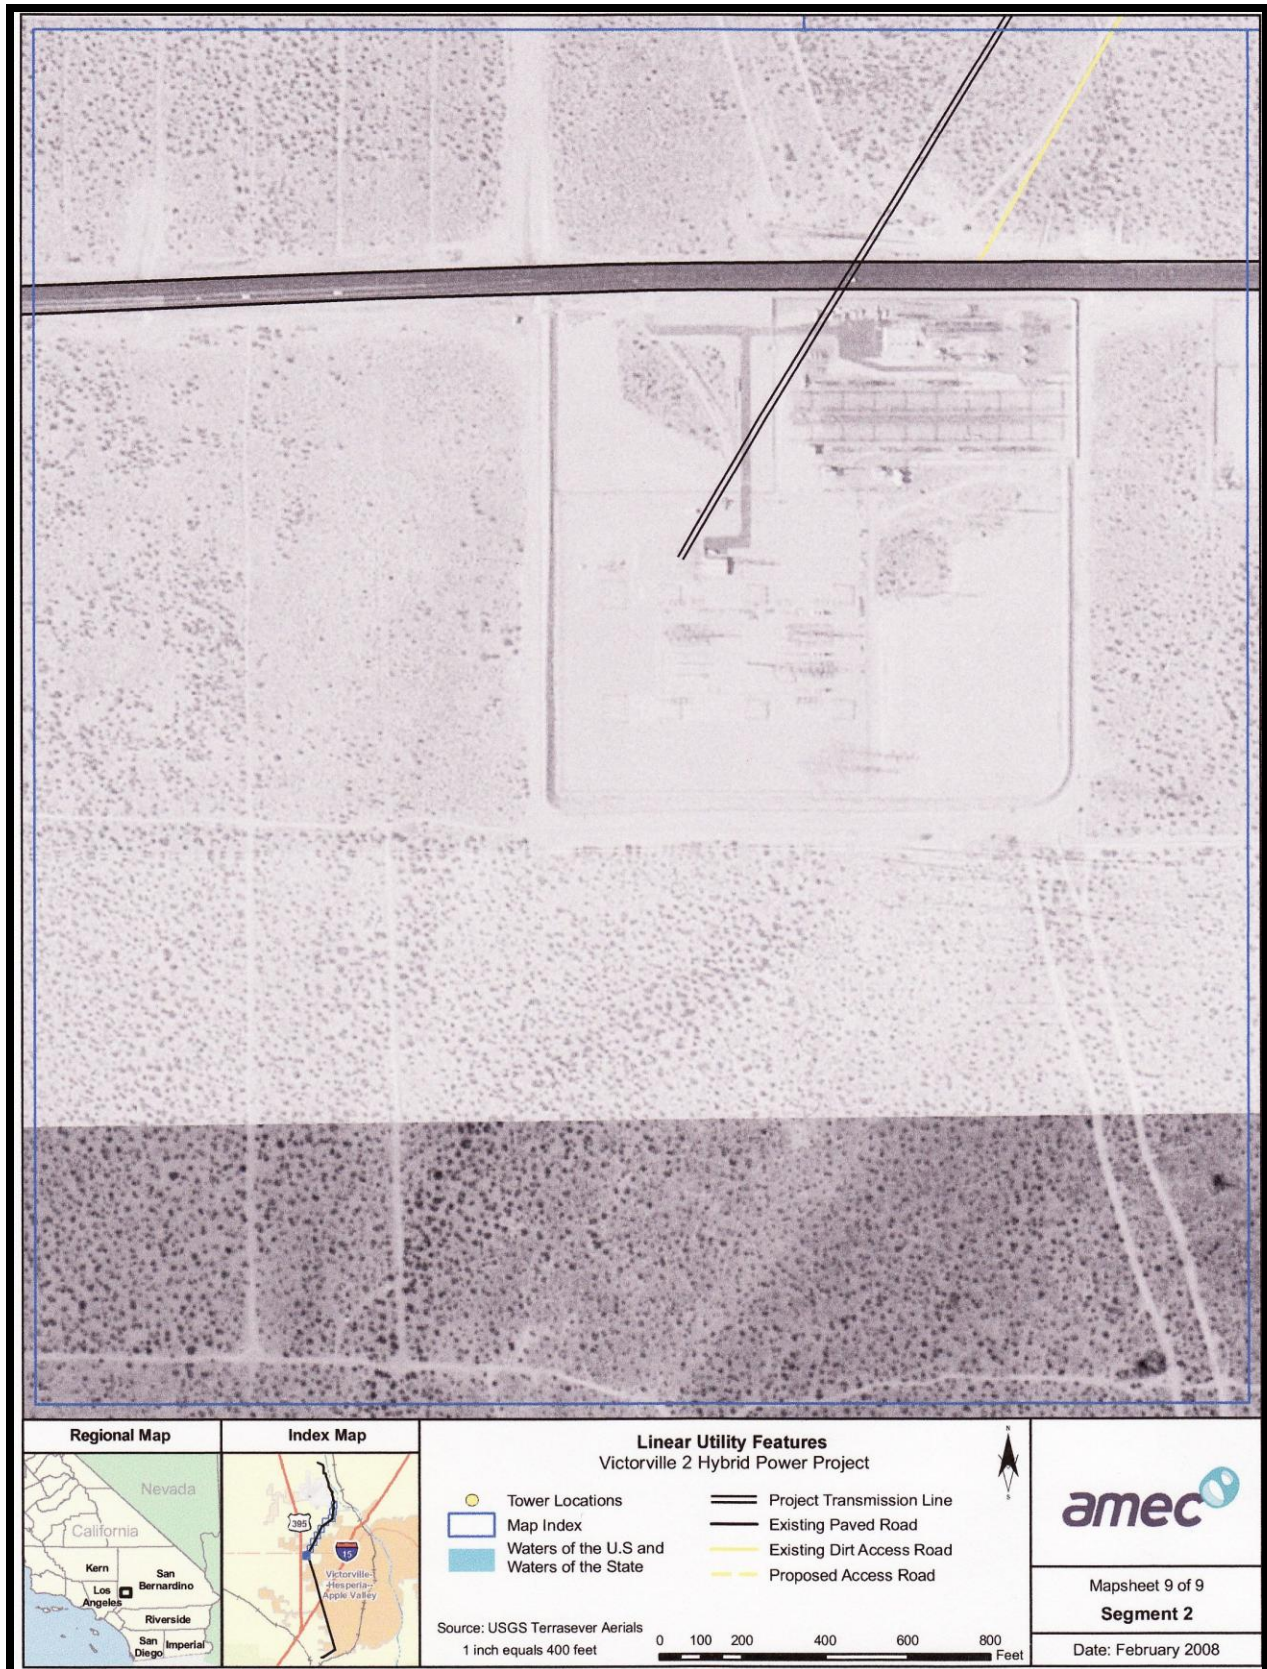 Regional Map
Nevada
California
Kern
San
Bernardino
Los
Angeles
Riverside
San
Diego
Imperial
Index Map
395
15
Victorville-
-Hesperia-
Apple Valley
Linear Utility Features
Victorville 2 Hybrid Power Project
N
S
Tower Locations
Map Index
Waters of the U.S and
Waters of the State
Project Transmission Line
Existing Paved Road
Existing Dirt Access Road
Proposed Access Road
Source: USGS Terrasever Aerials
1 inch equals 400 feet
0 100 200 400 600 800
Feet
amec
Mapsheet 9 of 9
Segment 2
Date: February 2008